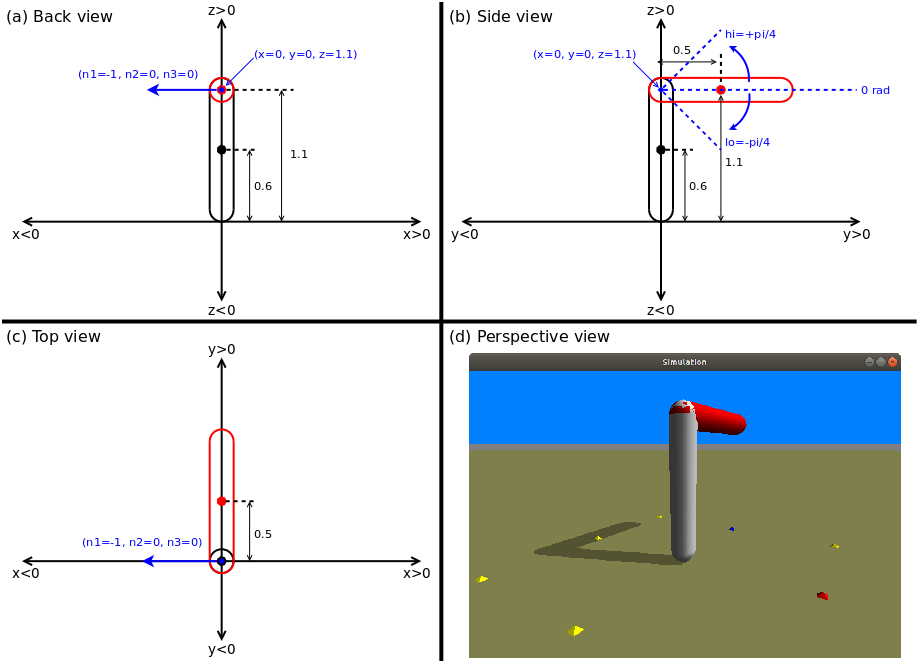 (a) Back view
z>0
(x=0, y=0, z=1.1)
(n1=-1, n2=0, n3=0)
1.1
0.6
x<0
x>0
z<0
(b) Side view
z>0
hi=+pi/4
0.5
(x=0, y=0, z=1.1)
0 rad
lo=-pi/4
1.1
0.6
y<0
y>0
z<0
(c) Top view
y>0
0.5
(n1=-1, n2=0, n3=0)
x<0
x>0
y<0
(d) Perspective view
Simulation